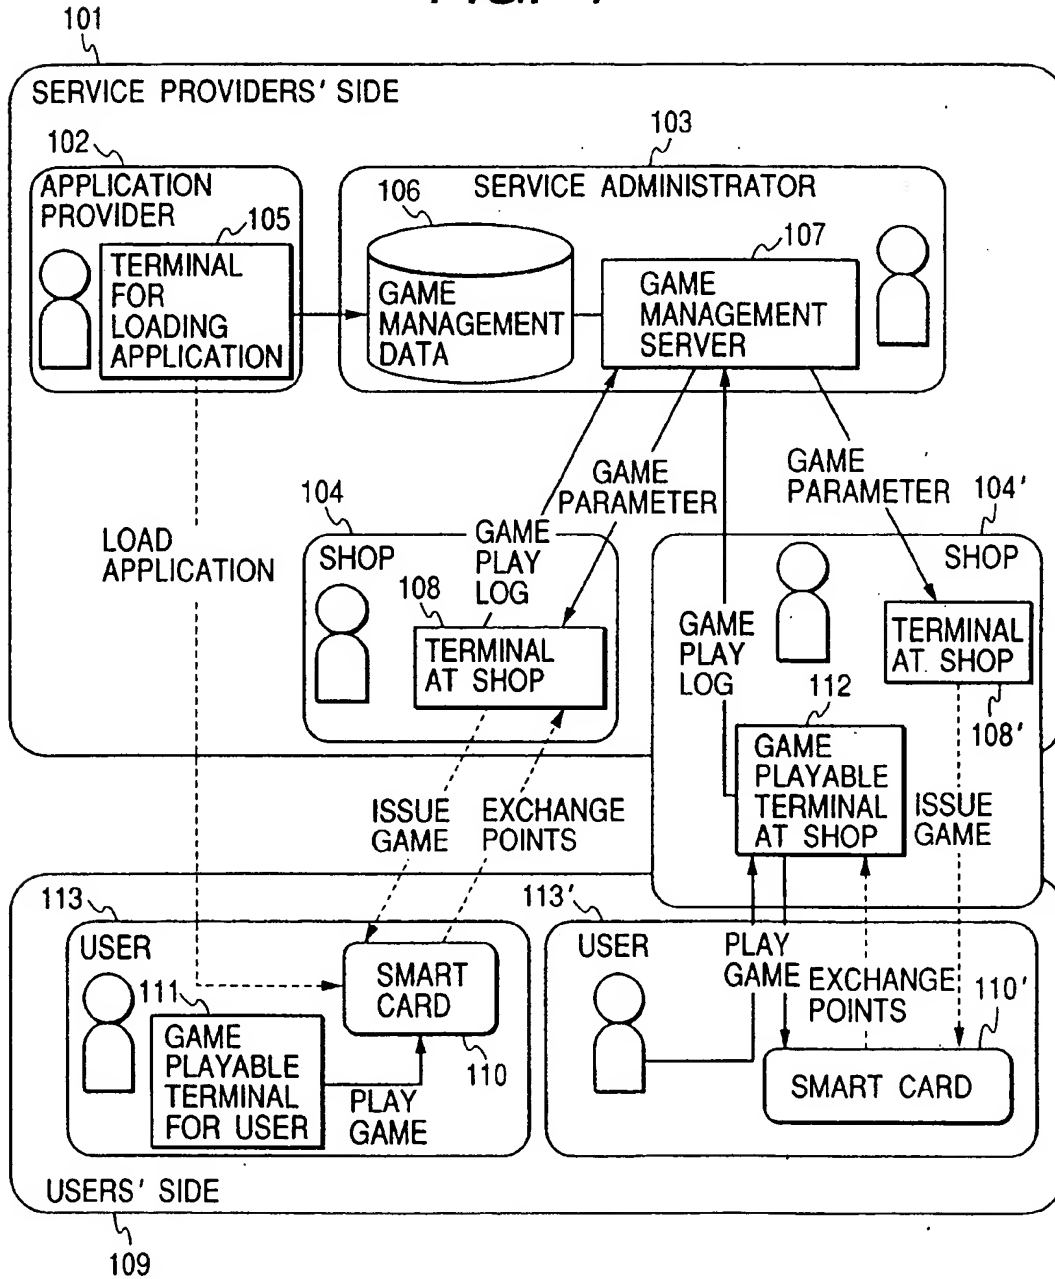 101
SERVICE PROVIDERS' SIDE
102
103
APPLICATION
PROVIDER
105
TERMINAL
FOR
LOADING
APPLICATION
SERVICE ADMINISTRATOR
106
107
GAME
MANAGEMENT
DATA
GAME
MANAGEMENT
SERVER
GAME
PARAMETER
GAME
PARAMETER
LOAD
APPLICATION
104
SHOP
GAME
PLAY
LOG
108
TERMINAL
AT SHOP
104'
SHOP
GAME
PLAY
LOG
TERMINAL
AT SHOP
108'
112
GAME
PLAYABLE
TERMINAL
AT SHOP
ISSUE
GAME
EXCHANGE
POINTS
ISSUE
GAME
113
USER
111
GAME
PLAYABLE
TERMINAL
FOR USER
SMART
CARD
110
PLAY
GAME
113'
USER
PLAY
GAME
EXCHANGE
POINTS
110'
SMART CARD
USERS' SIDE
109